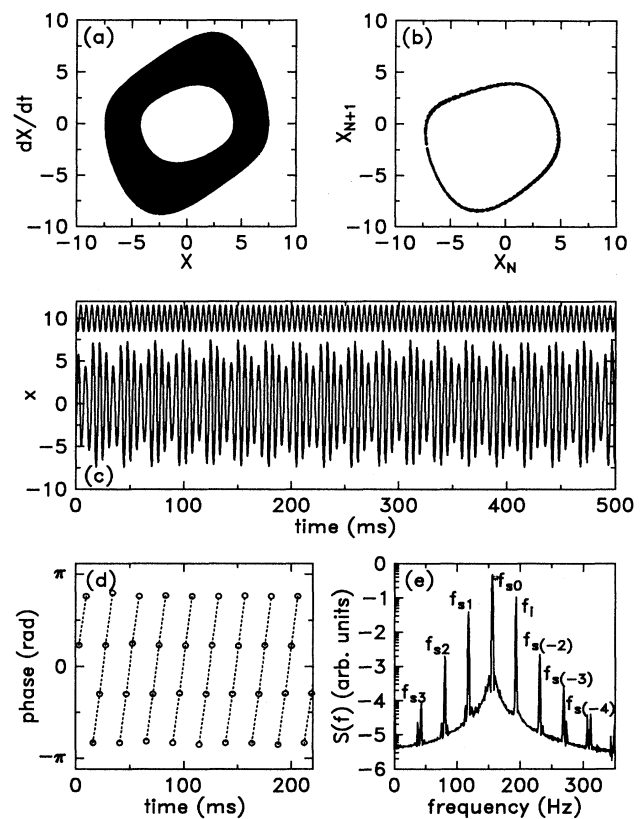 (a)
10
5
0
−5
−10
dX/dt
−10 −5 0 5 10
X
(b)
10
5
0
−5
−10
X_{N+1}
−10 −5 0 5 10
X_N
10
5
0
−5
−10
x
(c)
0 100 200 300 400 500
time (ms)
(d)
π
0
−π
phase (rad)
0 100 200
time (ms)
(e)
0
−1
−2
−3
−4
−5
−6
S(f) (arb. units)
f_{s0}
f_{s1}
f_l
f_{s2}
f_{s(−2)}
f_{s3}
f_{s(−3)}
f_{s(−4)}
0 100 200 300
frequency (Hz)